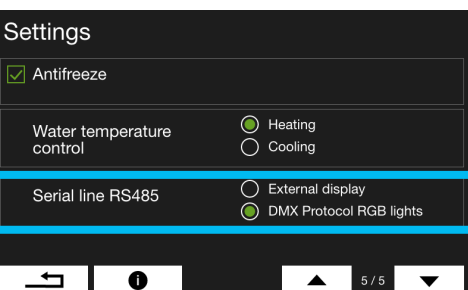 Settings
Antifreeze
Water temperature
control
Heating
Cooling
Serial line RS485
External display
DMX Protocol RGB lights
i
5 / 5